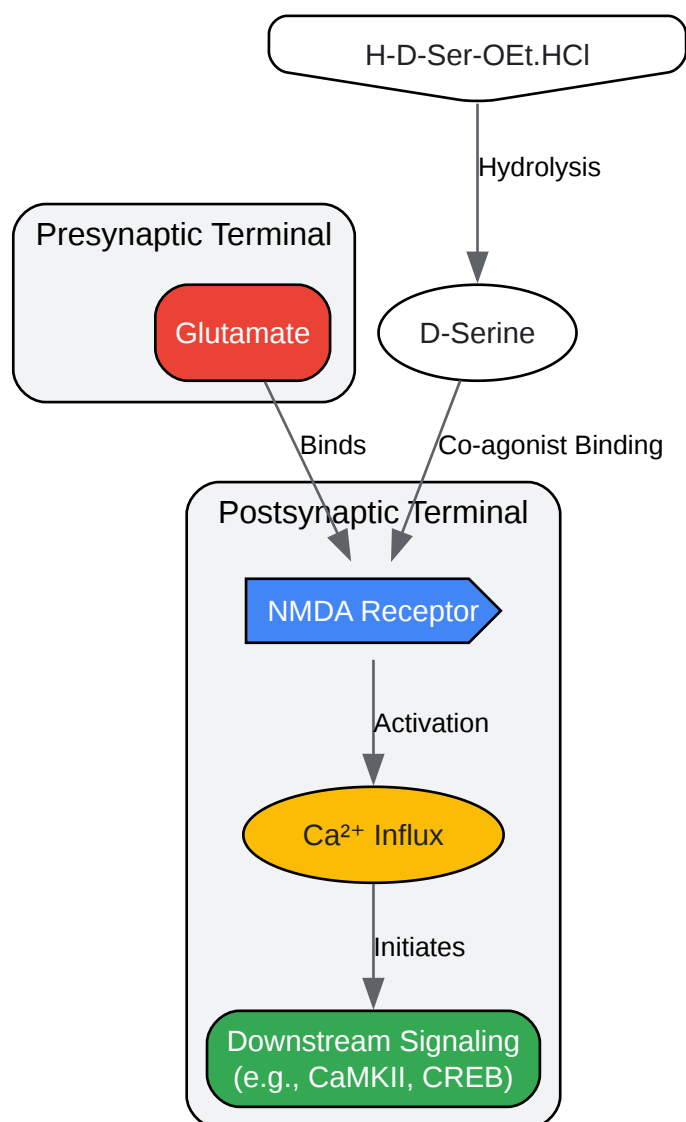 H-D-Ser-OEt.HCl
Hydrolysis
Presynaptic Terminal
Glutamate
D-Serine
Binds
Co-agonist Binding
Postsynaptic Terminal
NMDA Receptor
Activation
Ca²⁺ Influx
Initiates
Downstream Signaling
(e.g., CaMKII, CREB)